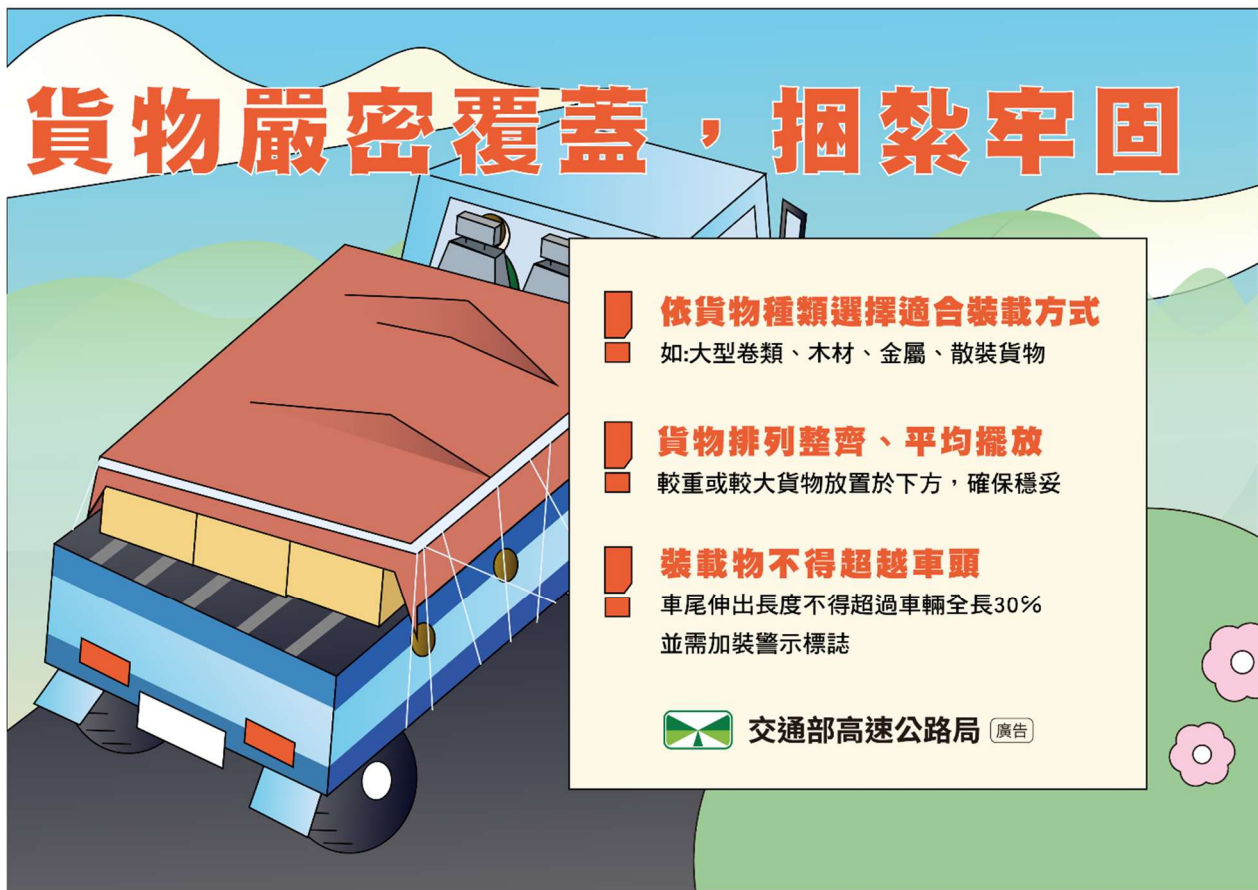 貨物嚴密覆蓋，捆紮牢固
依貨物種類選擇適合裝載方式
如:大型卷類、木材、金屬、散裝貨物
貨物排列整齊、平均擺放
較重或較大貨物放置於下方，確保穩妥
裝載物不得超越車頭
車尾伸出長度不得超過車輛全長30%
並需加裝警示標誌
交通部高速公路局 廣告